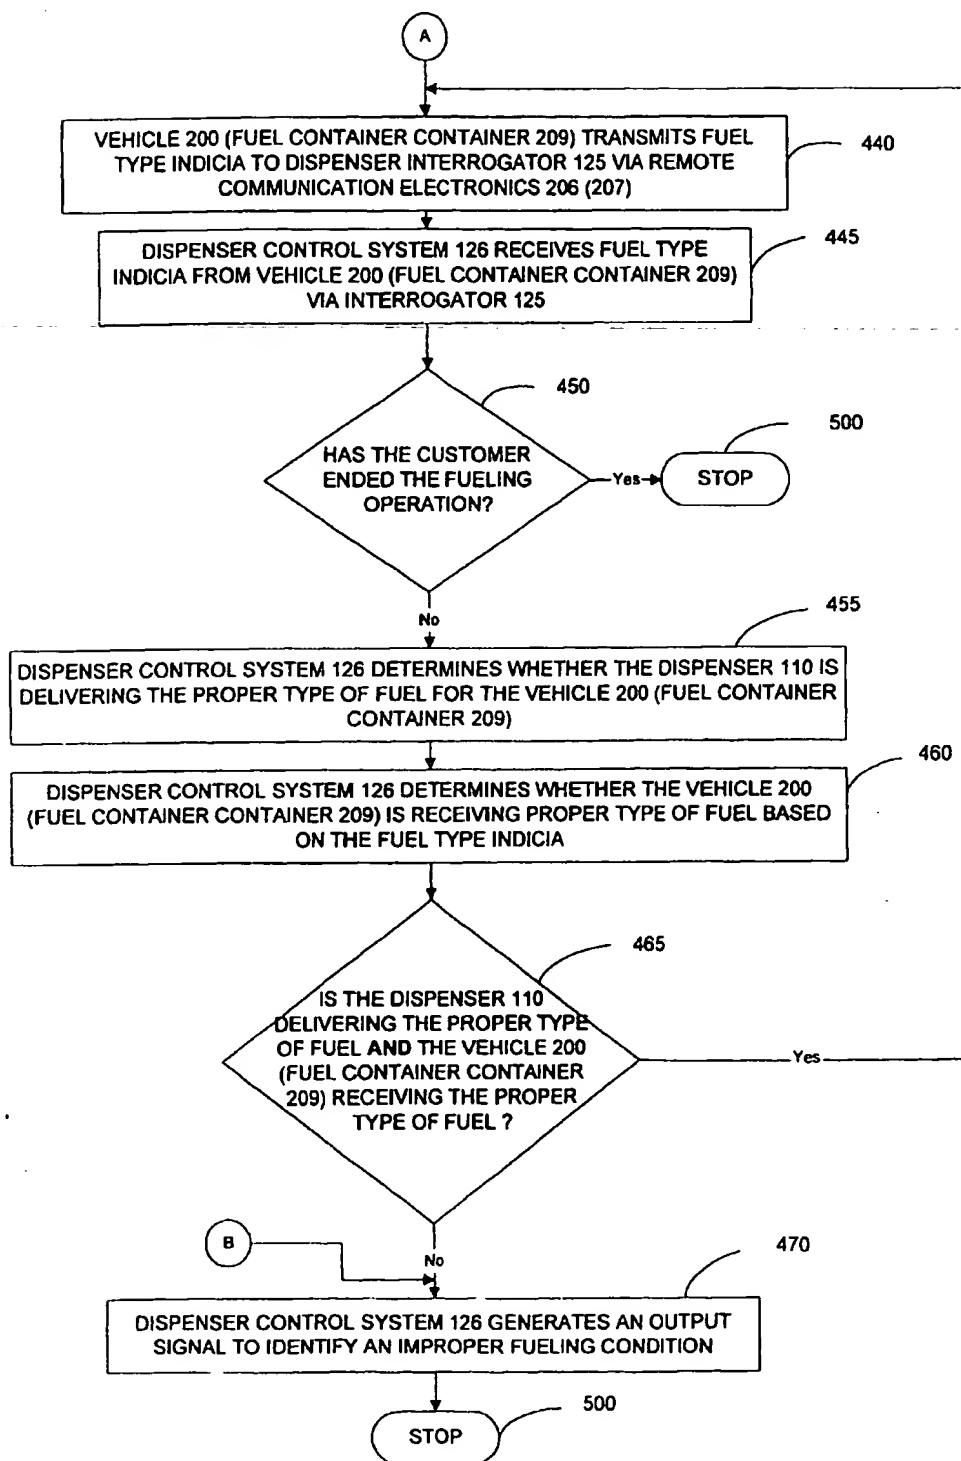 A
VEHICLE 200 (FUEL CONTAINER CONTAINER 209) TRANSMITS FUEL
TYPE INDICIA TO DISPENSER INTERROGATOR 125 VIA REMOTE
COMMUNICATION ELECTRONICS 206 (207)
440
DISPENSER CONTROL SYSTEM 126 RECEIVES FUEL TYPE
INDICIA FROM VEHICLE 200 (FUEL CONTAINER CONTAINER 209)
VIA INTERROGATOR 125
445
450
HAS THE CUSTOMER
ENDED THE FUELING
OPERATION?
Yes
500
STOP
No
455
DISPENSER CONTROL SYSTEM 126 DETERMINES WHETHER THE DISPENSER 110 IS
DELIVERING THE PROPER TYPE OF FUEL FOR THE VEHICLE 200 (FUEL CONTAINER
CONTAINER 209)
460
DISPENSER CONTROL SYSTEM 126 DETERMINES WHETHER THE VEHICLE 200
(FUEL CONTAINER CONTAINER 209) IS RECEIVING PROPER TYPE OF FUEL BASED
ON THE FUEL TYPE INDICIA
465
IS THE DISPENSER 110
DELIVERING THE PROPER TYPE
OF FUEL AND THE VEHICLE 200
(FUEL CONTAINER CONTAINER
209) RECEIVING THE PROPER
TYPE OF FUEL ?
Yes
B
No
470
DISPENSER CONTROL SYSTEM 126 GENERATES AN OUTPUT
SIGNAL TO IDENTIFY AN IMPROPER FUELING CONDITION
500
STOP